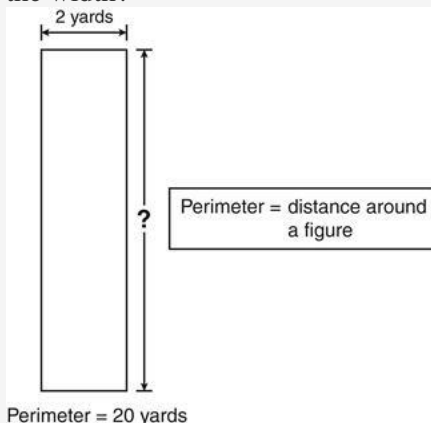 2 yards
?
Perimeter = distance around
a figure
Perimeter = 20 yards